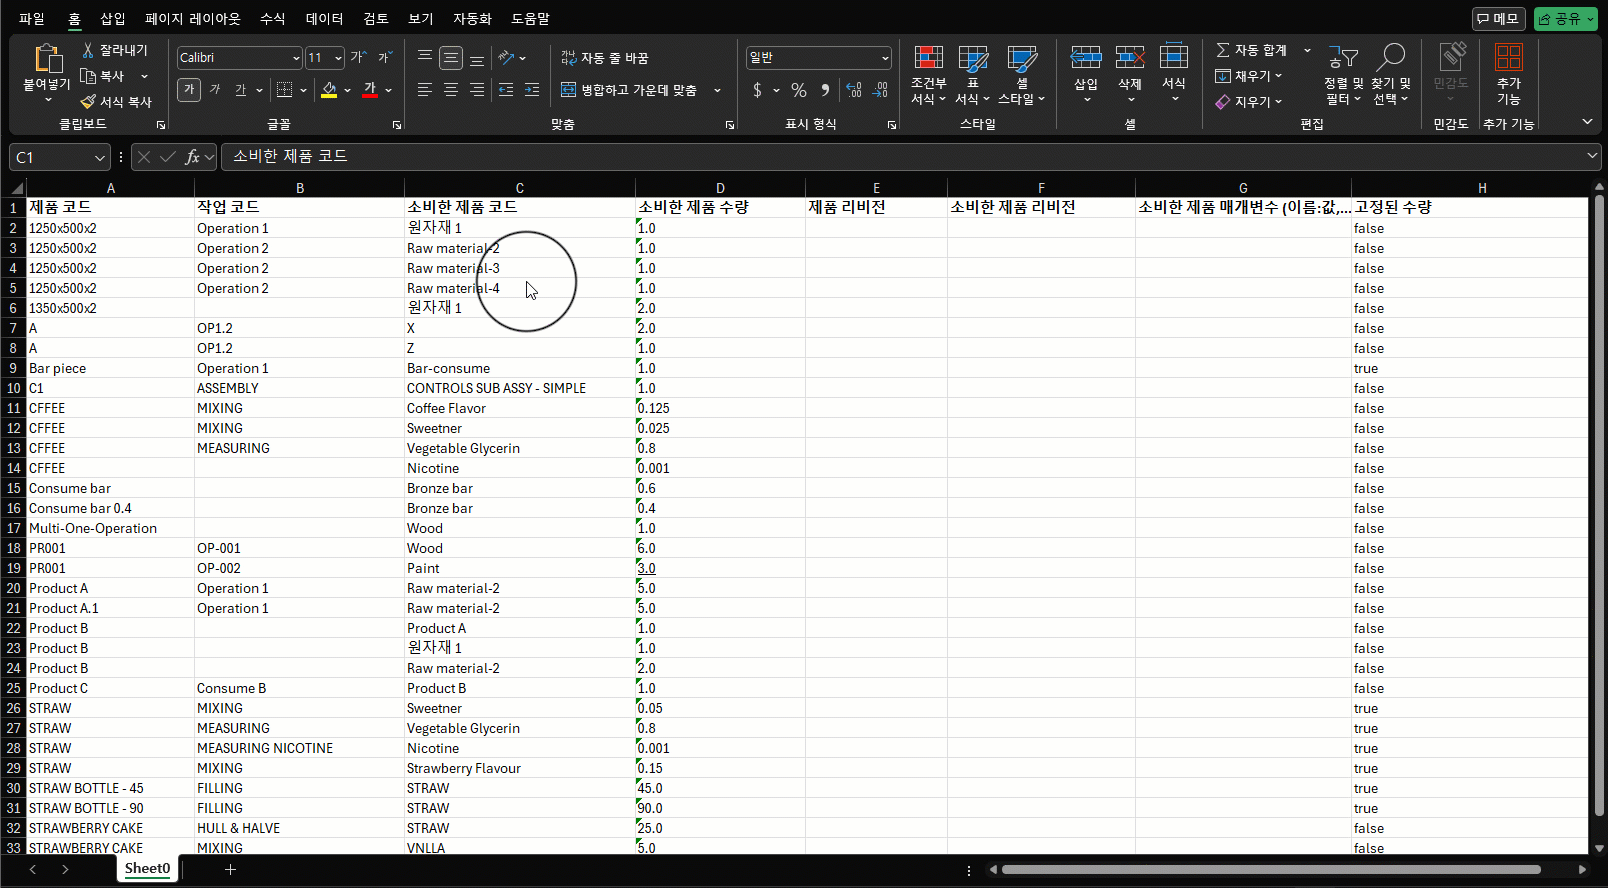 파일 홈 삽입 페이지 레이아웃 수식 데이터 검토 보기 자동화 도움말 메모 공유
붙여넣기 잘라내기 복사 서식 복사 클립보드
Calibri 11 가^ 가ˇ 가 가 가 가 글꼴
자동 줄 바꿈 병합하고 가운데 맞춤 맞춤
일반 $ % 표시 형식
조건부 서식 표 서식 셀 스타일 스타일
삽입 삭제 서식 셀
자동 합계 채우기 지우기 정렬 및 필터 찾기 및 선택 편집
민감도 민감도
추가 기능 추가 기능
C1 fx 소비한 제품 코드
A B C D E F G H
1 제품 코드 작업 코드 소비한 제품 코드 소비한 제품 수량 제품 리비전 소비한 제품 리비전 소비한 제품 매개변수 (이름:값,... 고정된 수량
2 1250x500x2 Operation 1 원자재 1 1.0 false
3 1250x500x2 Operation 2 Raw material-2 1.0 false
4 1250x500x2 Operation 2 Raw material-3 1.0 false
5 1250x500x2 Operation 2 Raw material-4 1.0 false
6 1350x500x2 원자재 1 2.0 false
7 A OP1.2 X 2.0 false
8 A OP1.2 Z 1.0 false
9 Bar piece Operation 1 Bar-consume 1.0 true
10 C1 ASSEMBLY CONTROLS SUB ASSY - SIMPLE 1.0 false
11 CFFEE MIXING Coffee Flavor 0.125 false
12 CFFEE MIXING Sweetner 0.025 false
13 CFFEE MEASURING Vegetable Glycerin 0.8 false
14 CFFEE Nicotine 0.001 false
15 Consume bar Bronze bar 0.6 false
16 Consume bar 0.4 Bronze bar 0.4 false
17 Multi-One-Operation Wood 1.0 false
18 PR001 OP-001 Wood 6.0 false
19 PR001 OP-002 Paint 3.0 false
20 Product A Operation 1 Raw material-2 5.0 false
21 Product A.1 Operation 1 Raw material-2 5.0 false
22 Product B Product A 1.0 false
23 Product B 원자재 1 1.0 false
24 Product B Raw material-2 2.0 false
25 Product C Consume B Product B 1.0 false
26 STRAW MIXING Sweetner 0.05 true
27 STRAW MEASURING Vegetable Glycerin 0.8 true
28 STRAW MEASURING NICOTINE Nicotine 0.001 true
29 STRAW MIXING Strawberry Flavour 0.15 true
30 STRAW BOTTLE - 45 FILLING STRAW 45.0 true
31 STRAW BOTTLE - 90 FILLING STRAW 90.0 true
32 STRAWBERRY CAKE HULL & HALVE STRAW 25.0 false
33 STRAWBERRY CAKE MIXING VNLLA 5.0 false
Sheet0